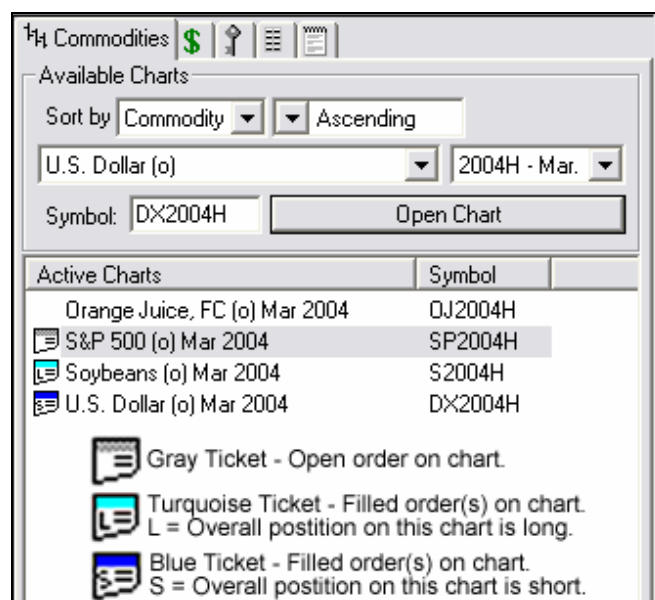 Commodities $
Available Charts
Sort by Commodity Ascending
U.S. Dollar (o) 2004H - Mar.
Symbol: DX2004H Open Chart
Active Charts Symbol
Orange Juice, FC (o) Mar 2004 OJ2004H
S&P 500 (o) Mar 2004 SP2004H
L Soybeans (o) Mar 2004 S2004H
S U.S. Dollar (o) Mar 2004 DX2004H
Gray Ticket - Open order on chart.
Turquoise Ticket - Filled order(s) on chart.
L L = Overall postition on this chart is long.
Blue Ticket - Filled order(s) on chart.
S S = Overall postition on this chart is short.